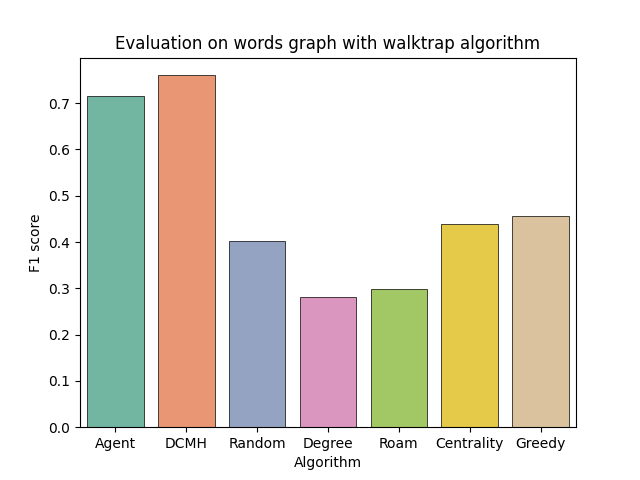 Evaluation on words graph with walktrap algorithm
F1 score
0.7
0.6
0.5
0.4
0.3
0.2
0.1
0.0
Agent DCMH Random Degree Roam Centrality Greedy
Algorithm